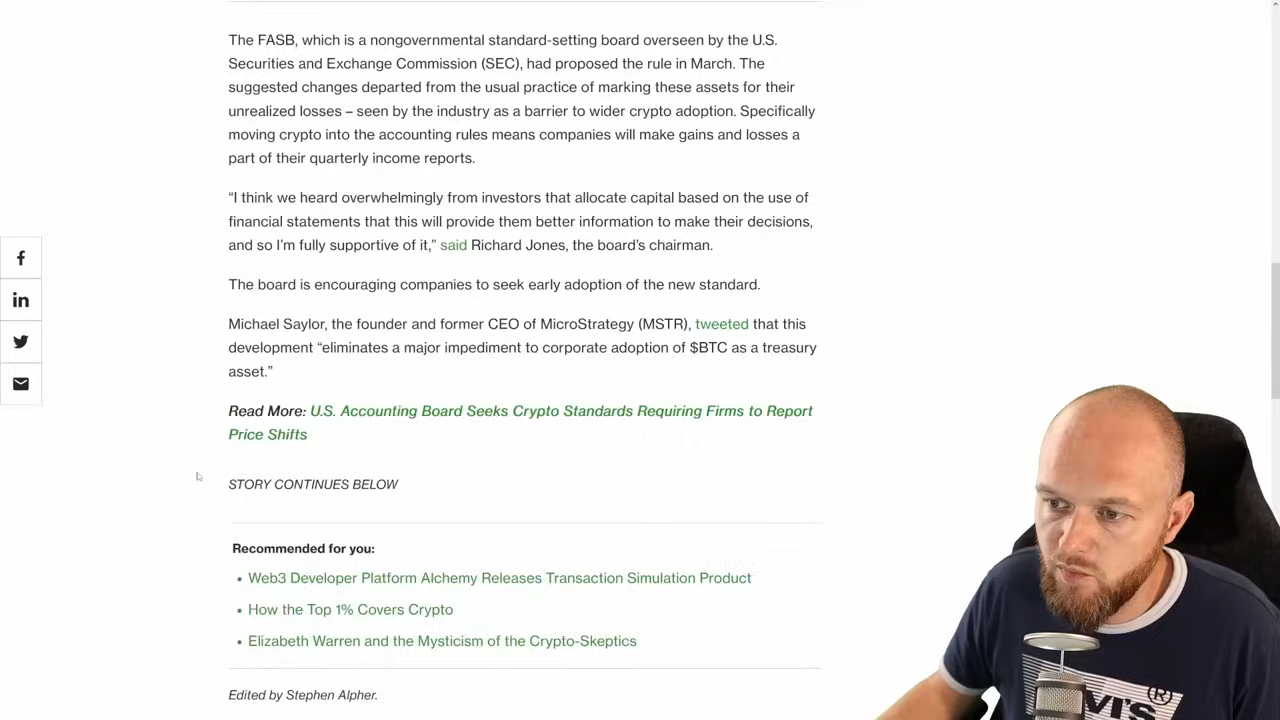 The FASB, which is a nongovernmental standard-setting board overseen by the U.S.
Securities and Exchange Commission (SEC), had proposed the rule in March. The
suggested changes departed from the usual practice of marking these assets for their
unrealized losses – seen by the industry as a barrier to wider crypto adoption. Specifically
moving crypto into the accounting rules means companies will make gains and losses a
part of their quarterly income reports.
“I think we heard overwhelmingly from investors that allocate capital based on the use of
financial statements that this will provide them better information to make their decisions,
and so I’m fully supportive of it,” said Richard Jones, the board’s chairman.
The board is encouraging companies to seek early adoption of the new standard.
Michael Saylor, the founder and former CEO of MicroStrategy (MSTR), tweeted that this
development “eliminates a major impediment to corporate adoption of $BTC as a treasury
asset.”
Read More: U.S. Accounting Board Seeks Crypto Standards Requiring Firms to Report
Price Shifts
STORY CONTINUES BELOW
Recommended for you:
• Web3 Developer Platform Alchemy Releases Transaction Simulation Product
• How the Top 1% Covers Crypto
• Elizabeth Warren and the Mysticism of the Crypto-Skeptics
Edited by Stephen Alpher.